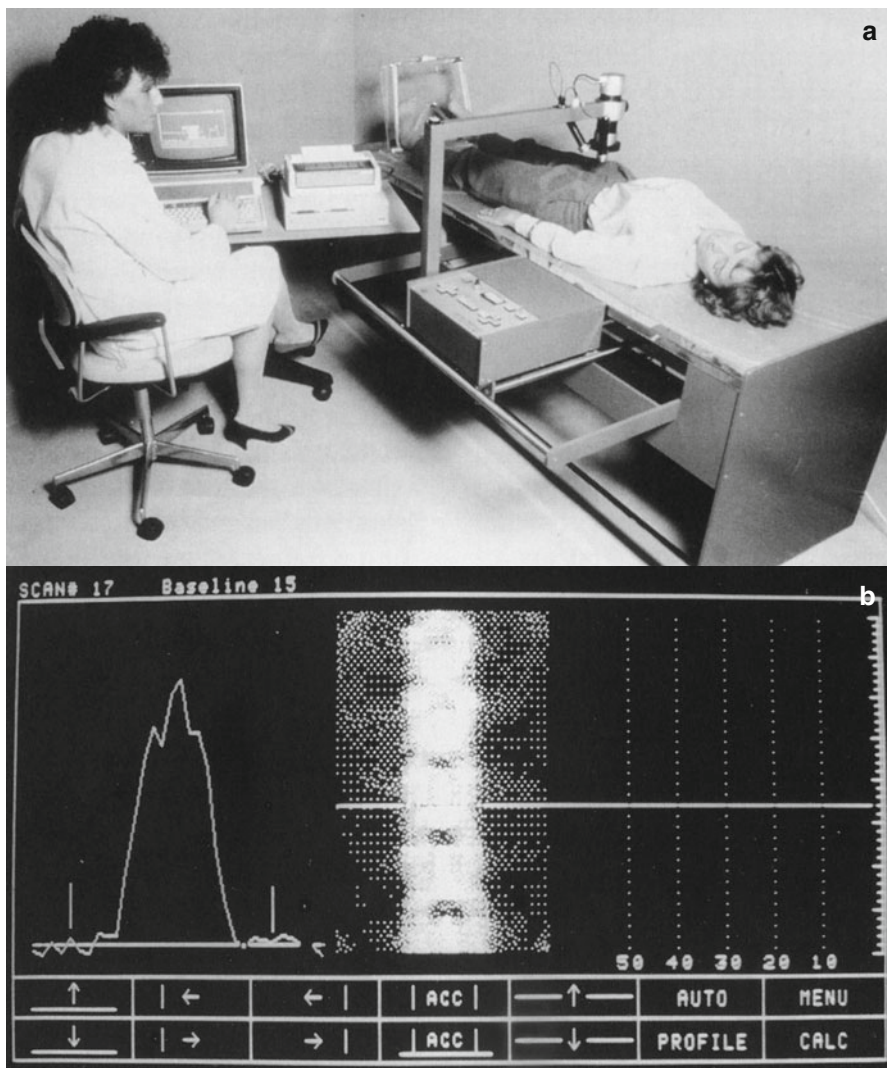 a
SCAN# 17 Baseline 15
b
50 40 30 20 10
↑ | ← ← | | ACC | —↑— AUTO MENU
↓ | → → | | ACC | —↓— PROFILE CALC